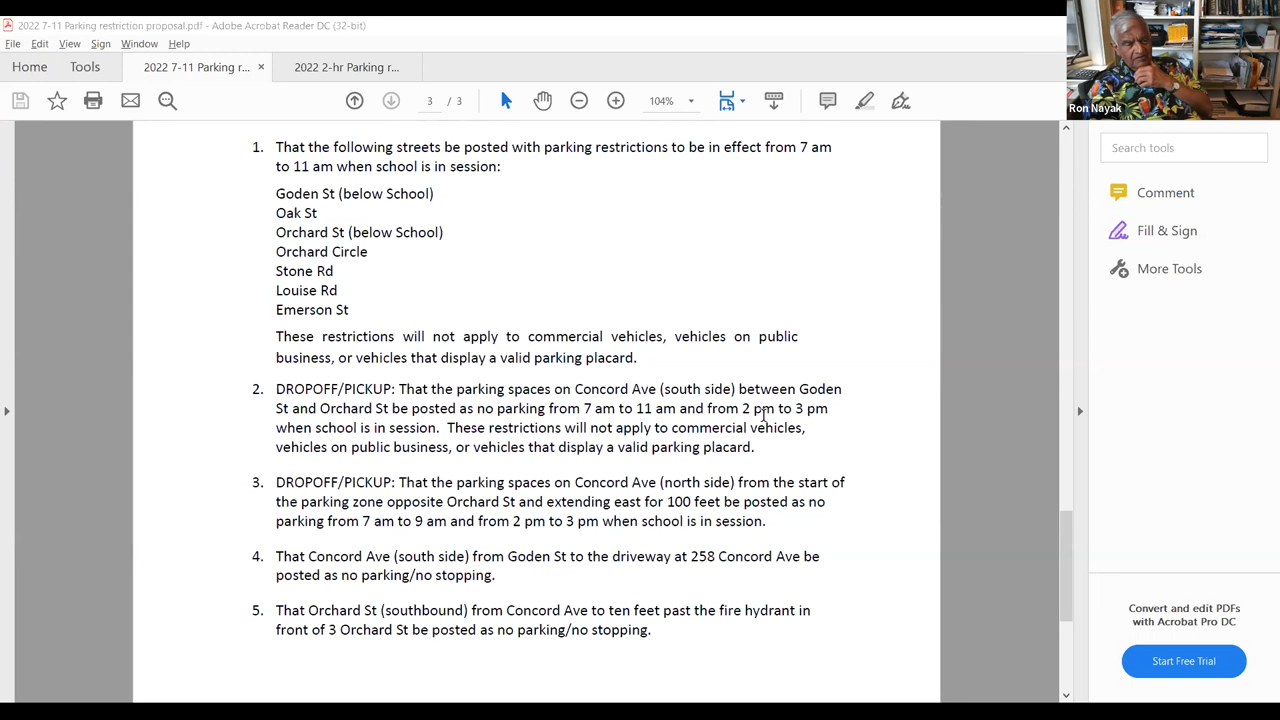 2022 7-11 Parking restriction proposal.pdf - Adobe Acrobat Reader DC (32-bit)
File Edit View Sign Window Help
Home Tools 2022 7-11 Parking r... × 2022 2-hr Parking r...
3 / 3 104%
Ron Nayak
Search tools
Comment
Fill & Sign
More Tools
1. That the following streets be posted with parking restrictions to be in effect from 7 am
to 11 am when school is in session:
Goden St (below School)
Oak St
Orchard St (below School)
Orchard Circle
Stone Rd
Louise Rd
Emerson St
These restrictions will not apply to commercial vehicles, vehicles on public
business, or vehicles that display a valid parking placard.
2. DROPOFF/PICKUP: That the parking spaces on Concord Ave (south side) between Goden
St and Orchard St be posted as no parking from 7 am to 11 am and from 2 pm to 3 pm
when school is in session. These restrictions will not apply to commercial vehicles,
vehicles on public business, or vehicles that display a valid parking placard.
3. DROPOFF/PICKUP: That the parking spaces on Concord Ave (north side) from the start of
the parking zone opposite Orchard St and extending east for 100 feet be posted as no
parking from 7 am to 9 am and from 2 pm to 3 pm when school is in session.
4. That Concord Ave (south side) from Goden St to the driveway at 258 Concord Ave be
posted as no parking/no stopping.
5. That Orchard St (southbound) from Concord Ave to ten feet past the fire hydrant in
front of 3 Orchard St be posted as no parking/no stopping.
Convert and edit PDFs
with Acrobat Pro DC
Start Free Trial